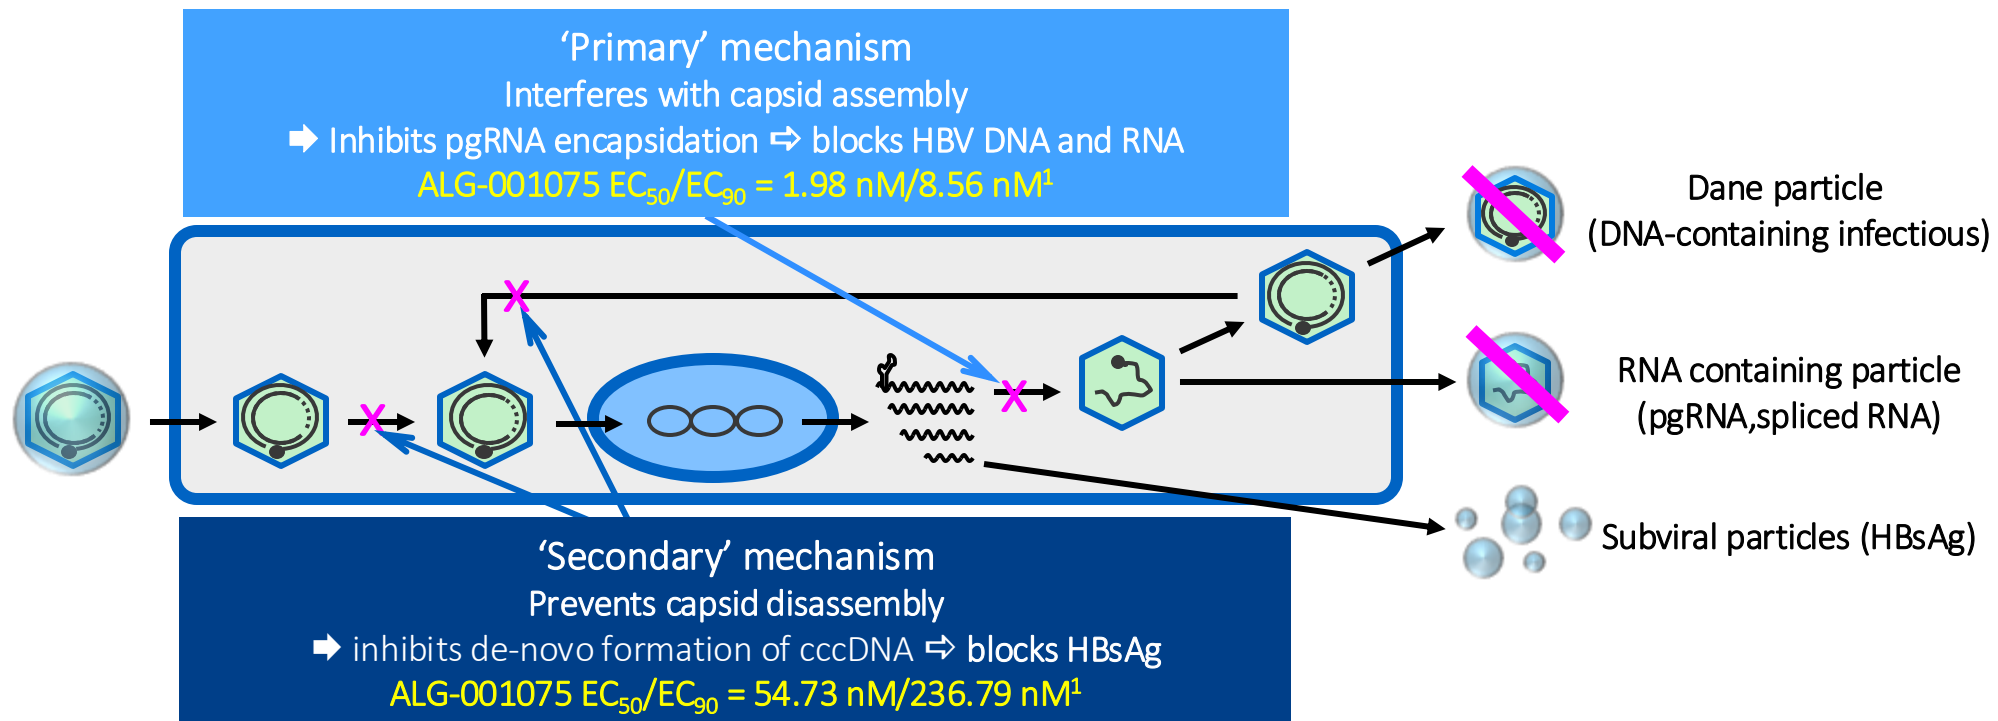 ‘Primary’ mechanism
Interferes with capsid assembly
🡆 Inhibits pgRNA encapsidation ⇨ blocks HBV DNA and RNA
ALG-001075 EC₅₀/EC₉₀ = 1.98 nM/8.56 nM¹
Dane particle
(DNA-containing infectious)
X
X
X
RNA containing particle
(pgRNA,spliced RNA)
Subviral particles (HBsAg)
‘Secondary’ mechanism
Prevents capsid disassembly
🡆 inhibits de-novo formation of cccDNA ⇨ blocks HBsAg
ALG-001075 EC₅₀/EC₉₀ = 54.73 nM/236.79 nM¹